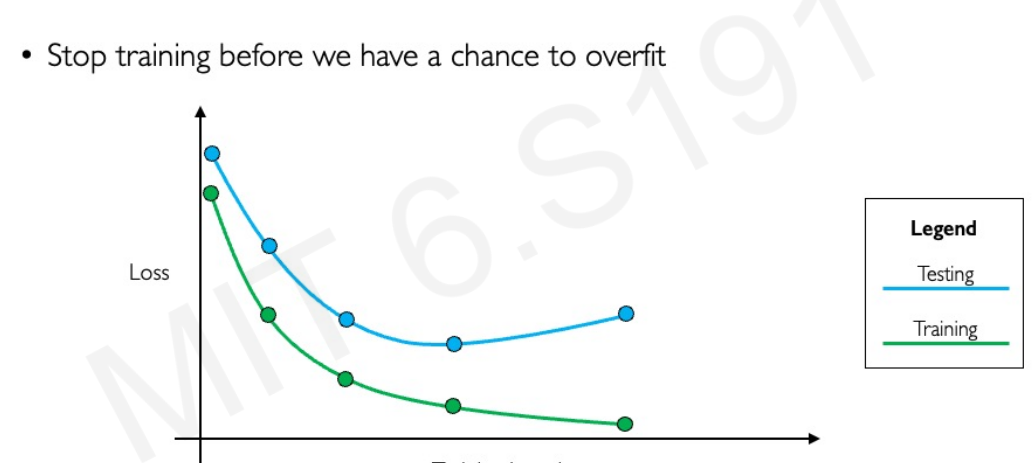 • Stop training before we have a chance to overfit
MIT 6.S191
Loss
Legend
Testing
Training